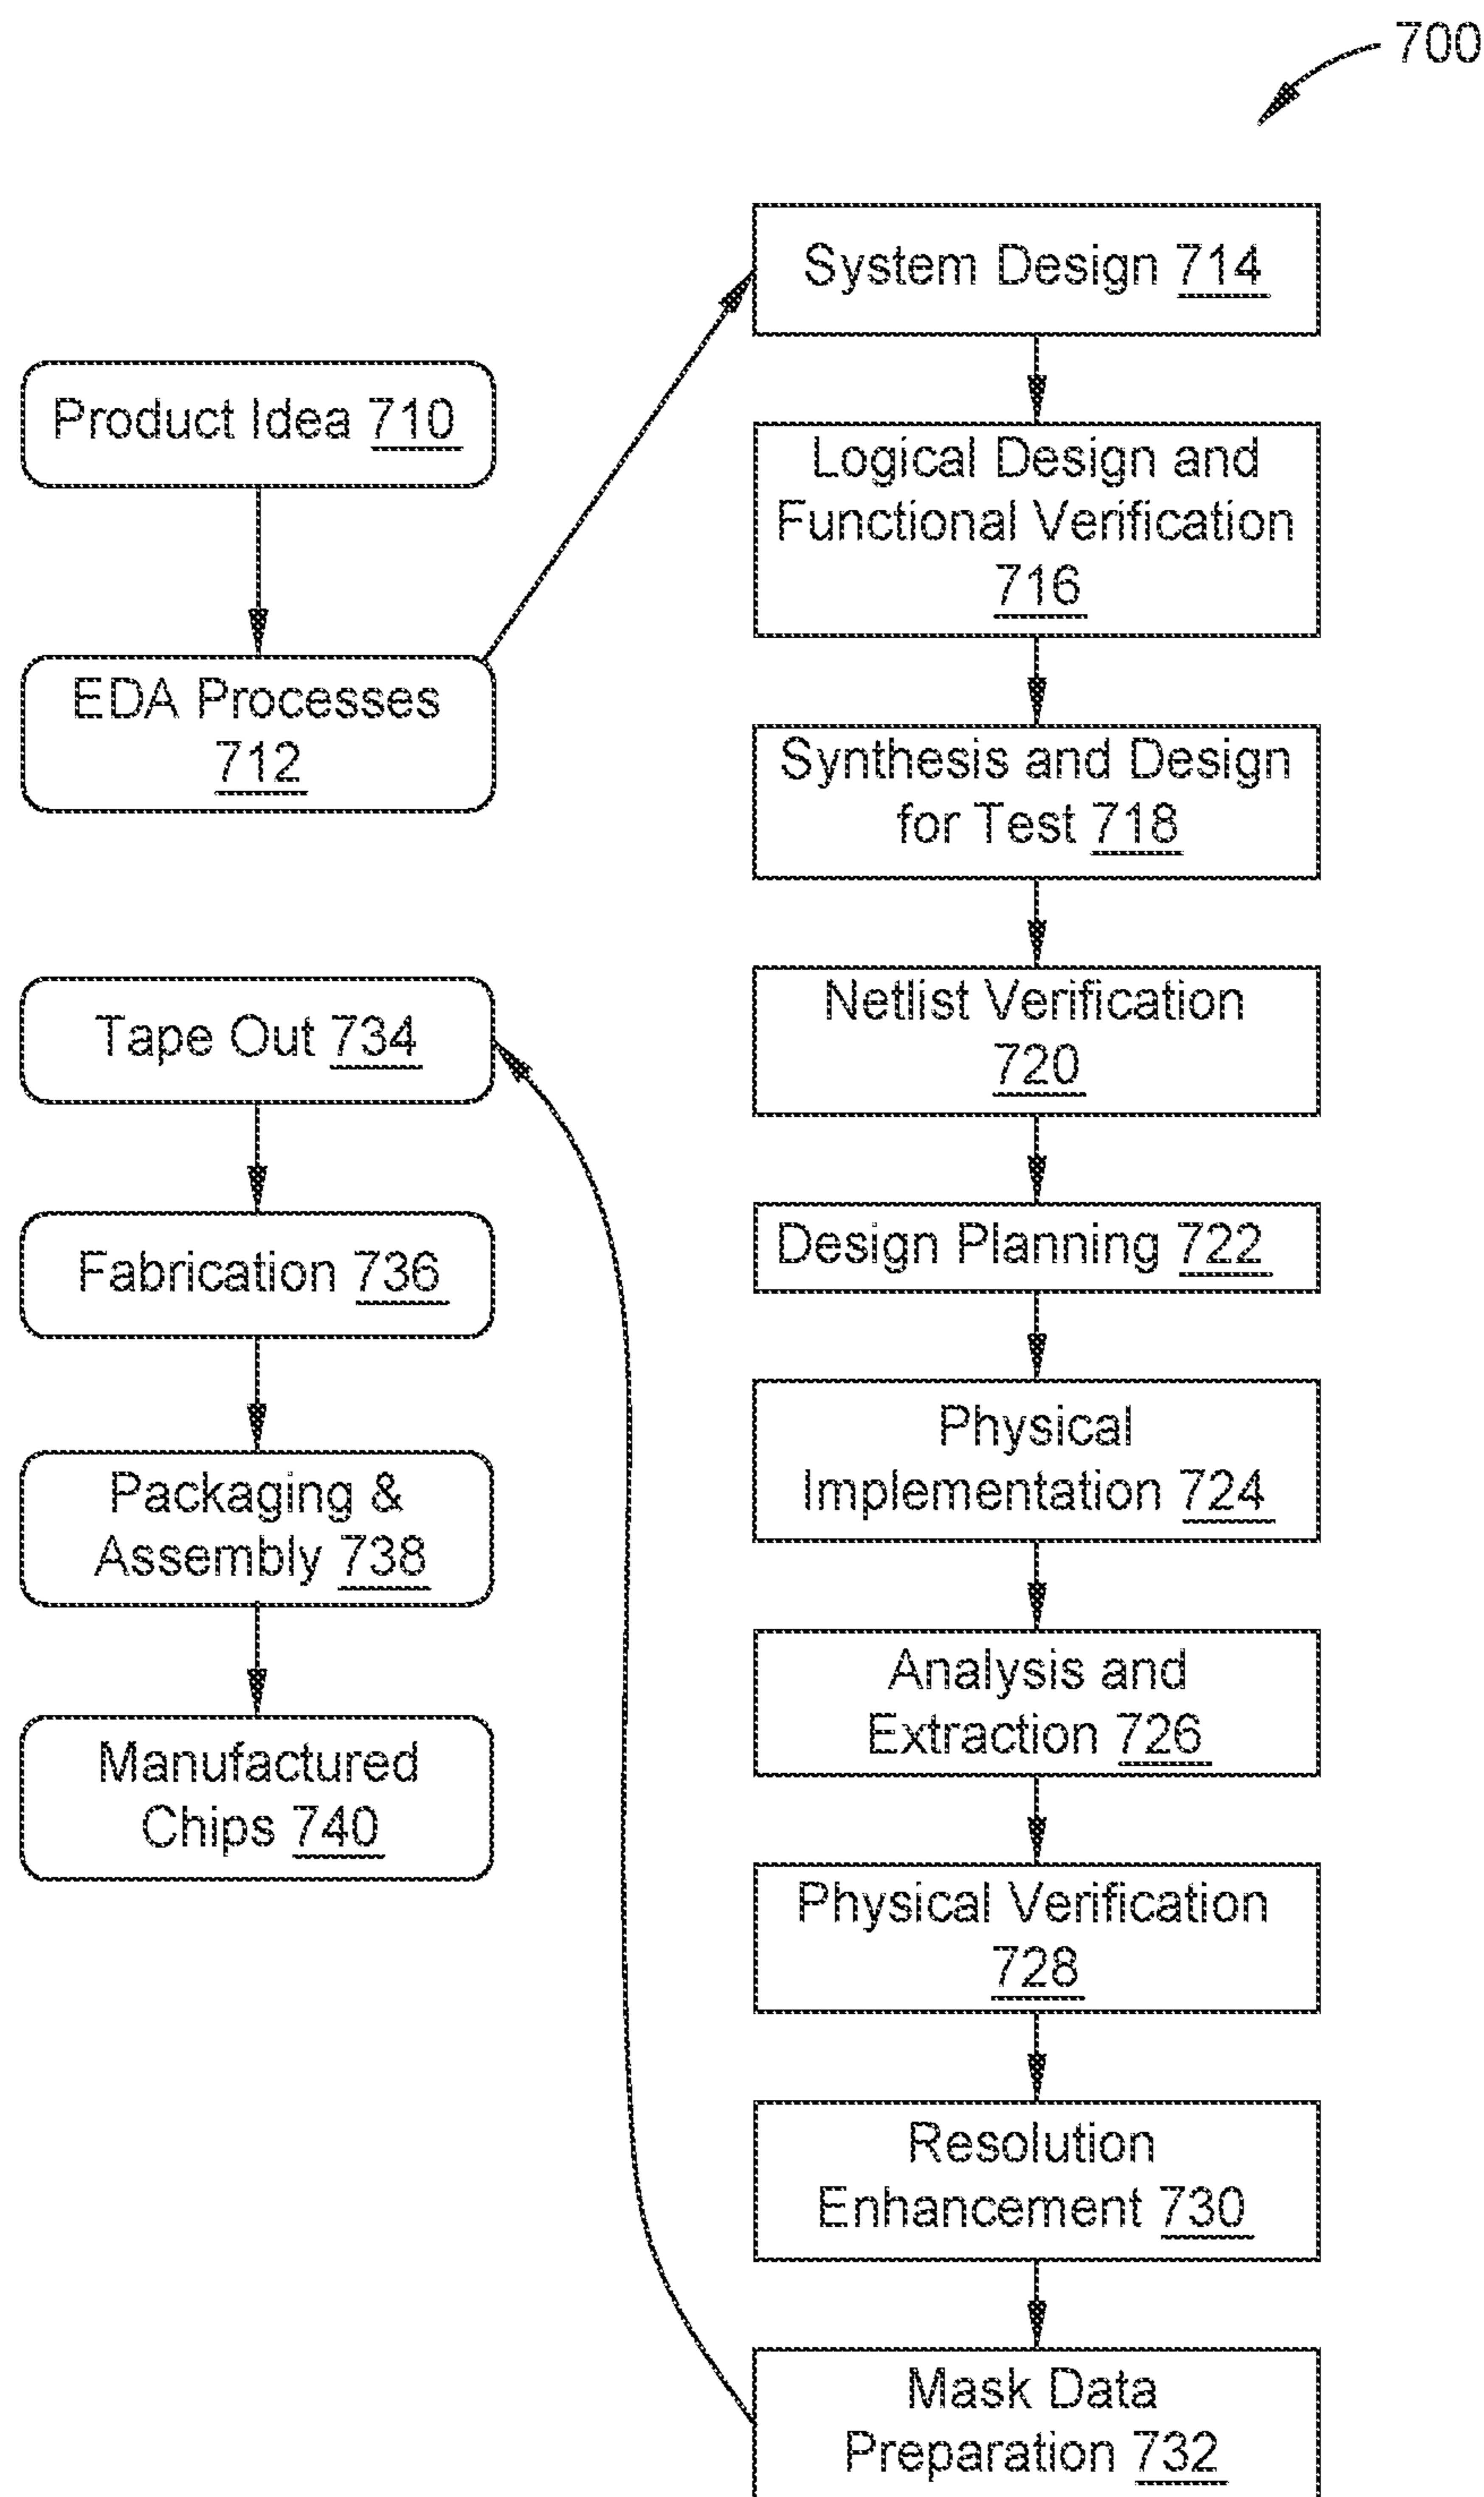 700
Product Idea 710
EDA Processes
712
System Design 714
Logical Design and
Functional Verification
716
Synthesis and Design
for Test 718
Netlist Verification
720
Design Planning 722
Physical
Implementation 724
Analysis and
Extraction 726
Physical Verification
728
Resolution
Enhancement 730
Mask Data
Preparation 732
Tape Out 734
Fabrication 736
Packaging &
Assembly 738
Manufactured
Chips 740